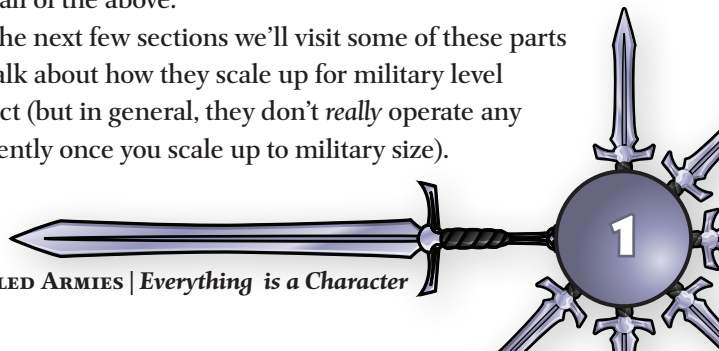 all of the above.
he next few sections we'll visit some of these parts
alk about how they scale up for military level
ct (but in general, they don't really operate any
ently once you scale up to military size).
1
LED ARMIES | Everything is a Character